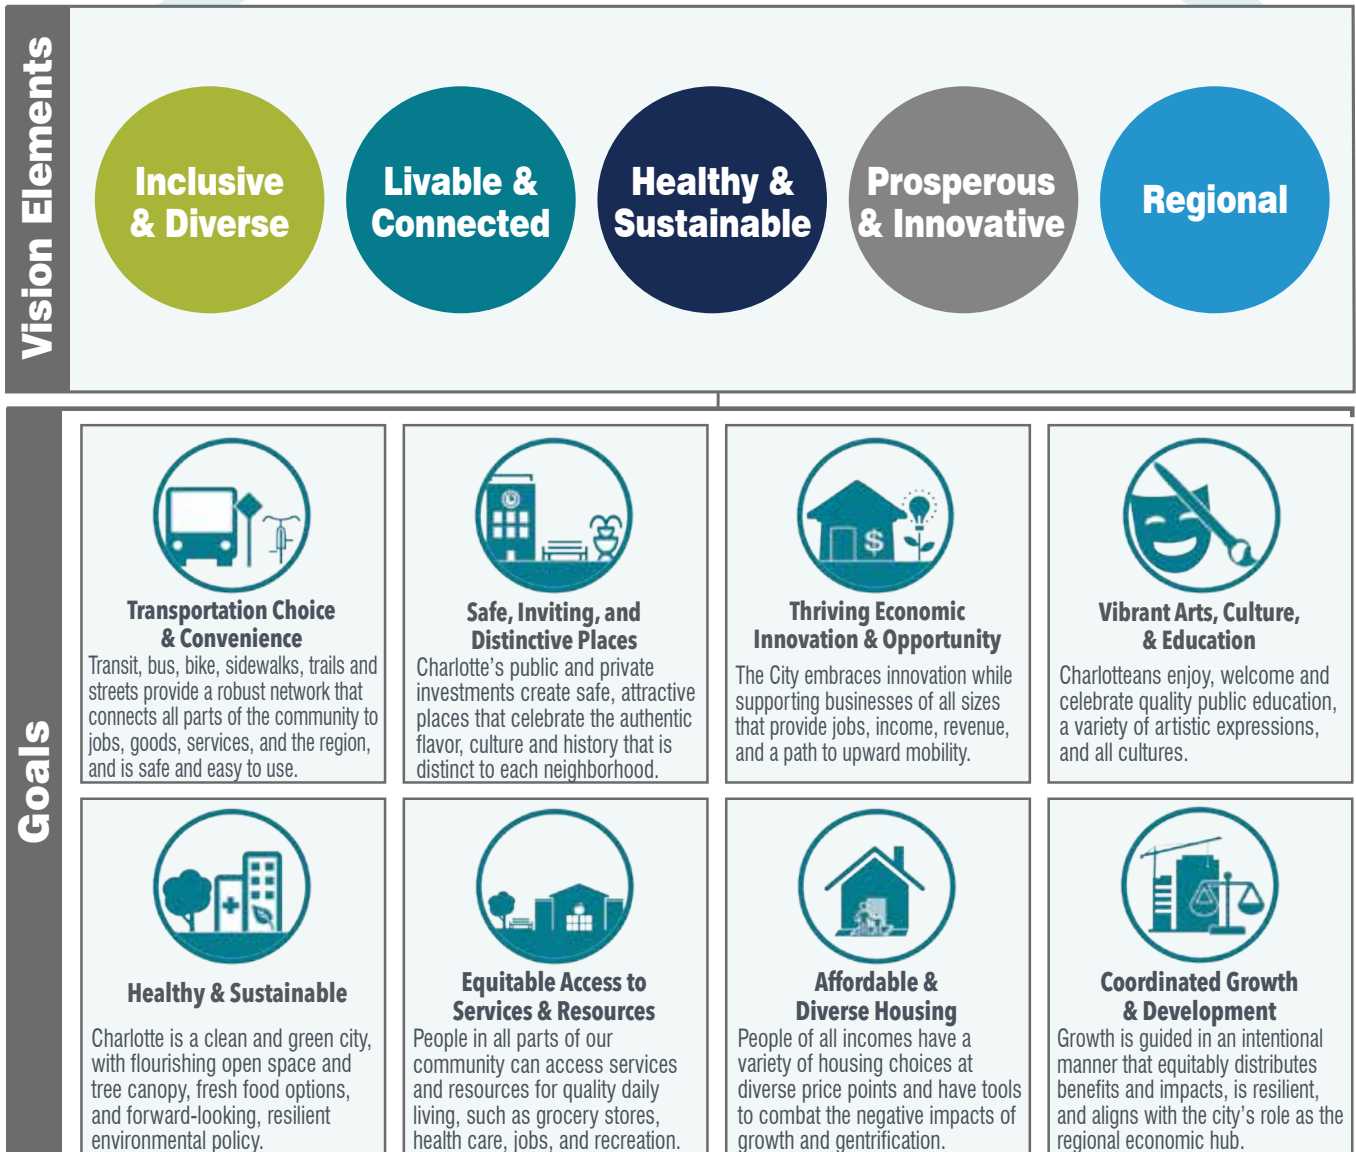 Vision Elements
Inclusive
& Diverse
Livable &
Connected
Healthy &
Sustainable
Prosperous
& Innovative
Regional
Goals
Transportation Choice
& Convenience
Transit, bus, bike, sidewalks, trails and
streets provide a robust network that
connects all parts of the community to
jobs, goods, services, and the region,
and is safe and easy to use.
Safe, Inviting, and
Distinctive Places
Charlotte's public and private
investments create safe, attractive
places that celebrate the authentic
flavor, culture and history that is
distinct to each neighborhood.
$
Thriving Economic
Innovation & Opportunity
The City embraces innovation while
supporting businesses of all sizes
that provide jobs, income, revenue,
and a path to upward mobility.
Vibrant Arts, Culture,
& Education
Charlotteans enjoy, welcome and
celebrate quality public education,
a variety of artistic expressions,
and all cultures.
Healthy & Sustainable
Charlotte is a clean and green city,
with flourishing open space and
tree canopy, fresh food options,
and forward-looking, resilient
environmental policy.
Equitable Access to
Services & Resources
People in all parts of our
community can access services
and resources for quality daily
living, such as grocery stores,
health care, jobs, and recreation.
Affordable &
Diverse Housing
People of all incomes have a
variety of housing choices at
diverse price points and have tools
to combat the negative impacts of
growth and gentrification.
Coordinated Growth
& Development
Growth is guided in an intentional
manner that equitably distributes
benefits and impacts, is resilient,
and aligns with the city's role as the
regional economic hub.